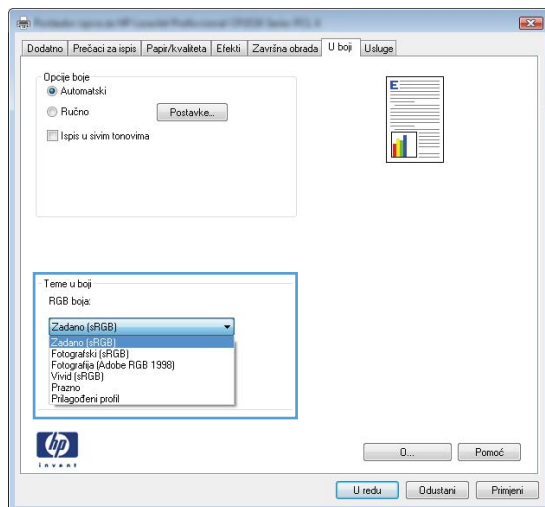 Dodatno Prečaci za ispis Papir/kvaliteta Efekti Završna obrada U boji Usluge
Opcije boje
Automatski
Ručno Postavke...
Ispis u sivim tonovima
E
Teme u boji
RGB boja:
Zadano (sRGB)
Zadano (sRGB)
Fotografski (sRGB)
Fotografija (Adobe RGB 1998)
Vivid (sRGB)
Prazno
Prilagođeni profil
hp
invent
O... Pomoć
U redu Odustani Primjeni